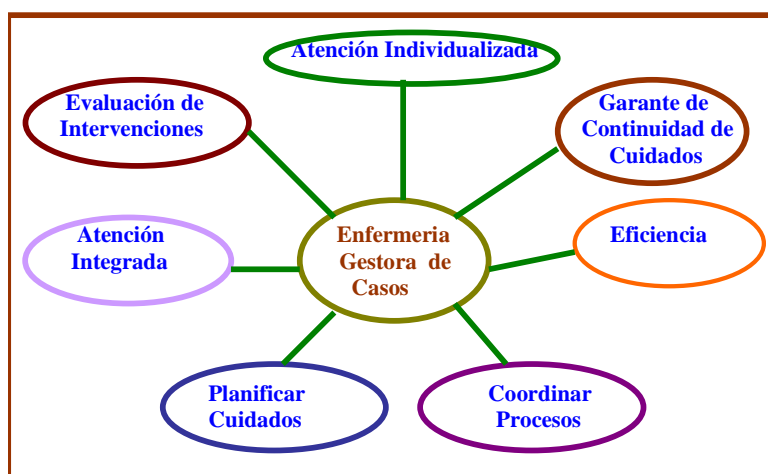 Atención Individualizada
Evaluación de
Intervenciones
Garante de
Continuidad de
Cuidados
Atención
Integrada
Enfermeria
Gestora de
Casos
Eficiencia
Planificar
Cuidados
Coordinar
Procesos